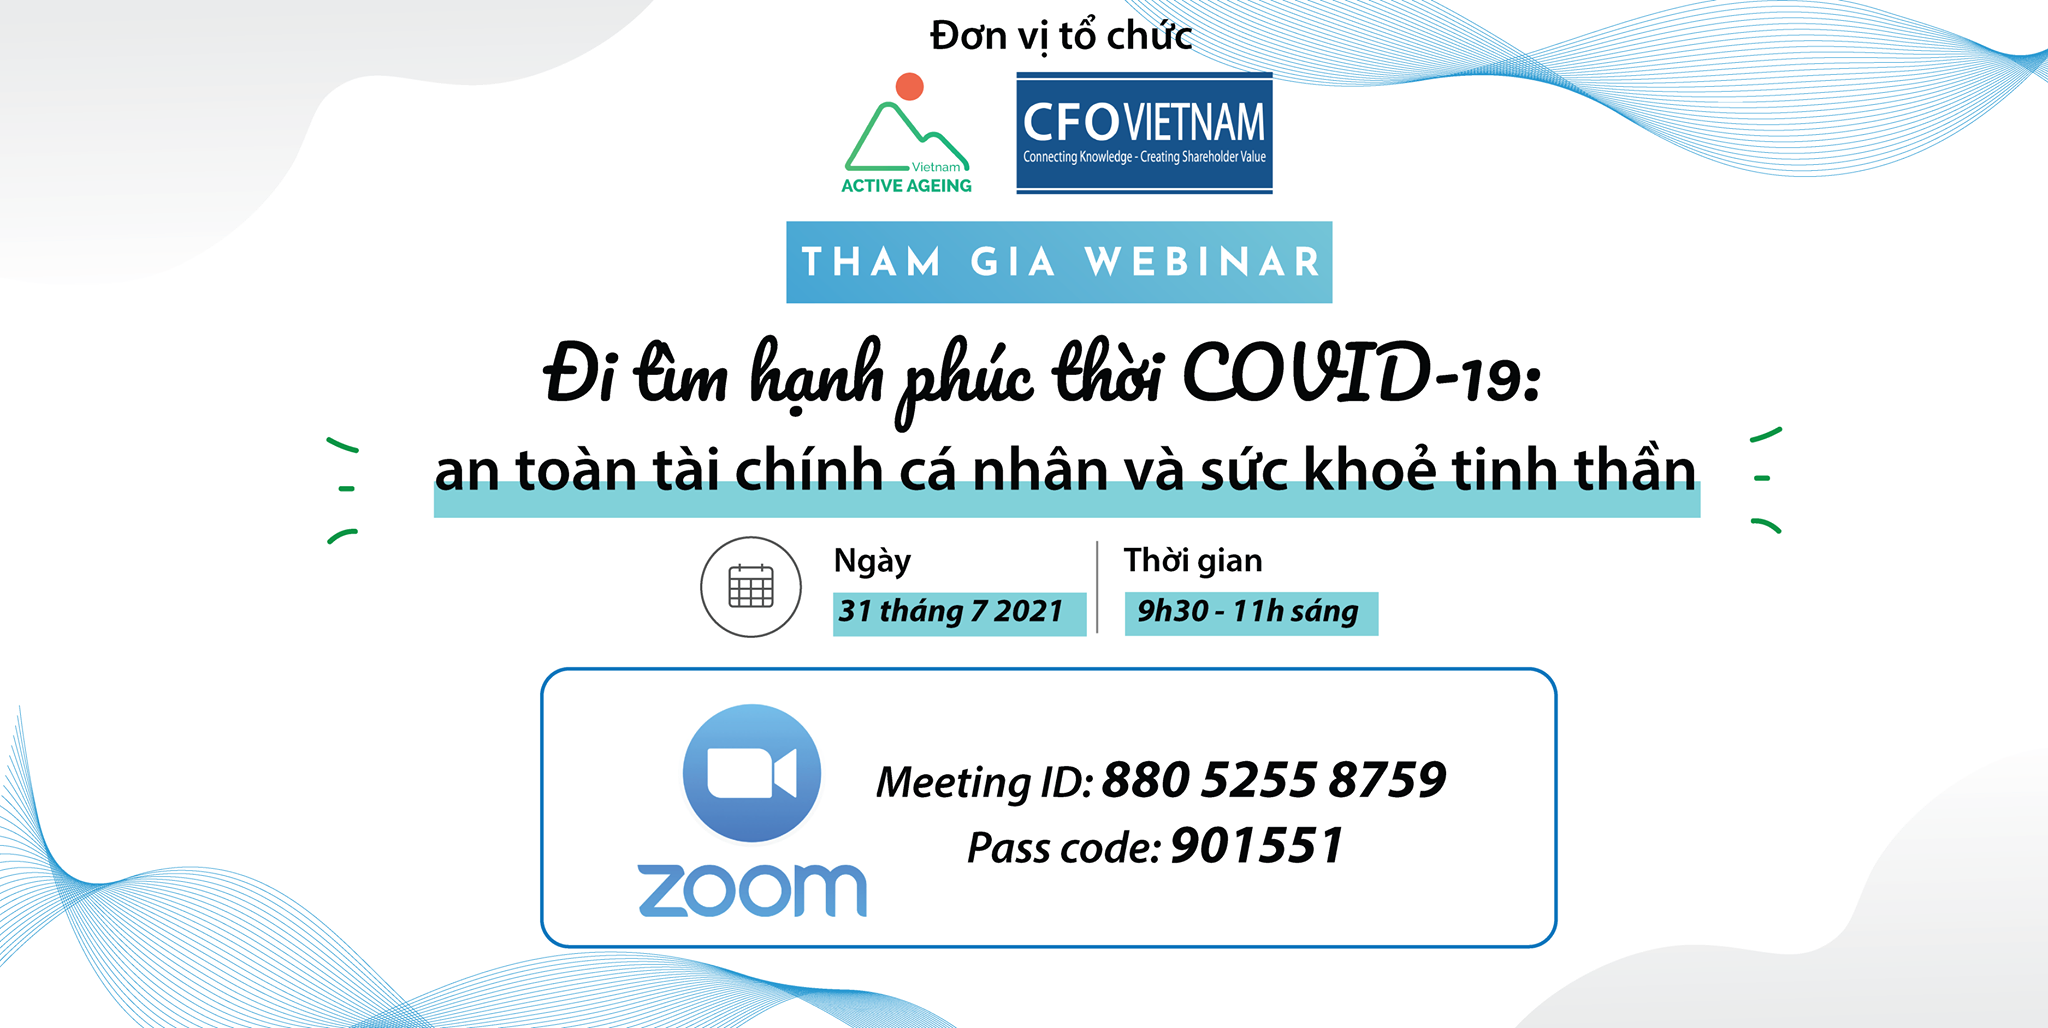 Đơn vị tổ chức
Vietnam
ACTIVE AGEING
CFOVIETNAM
Connecting Knowledge - Creating Shareholder Value
THAM GIA WEBINAR
Đi tìm hạnh phúc thời COVID-19:
an toàn tài chính cá nhân và sức khoẻ tinh thần
Ngày
31 tháng 7 2021
Thời gian
9h30 - 11h sáng
Meeting ID: 880 5255 8759
Pass code: 901551
zoom